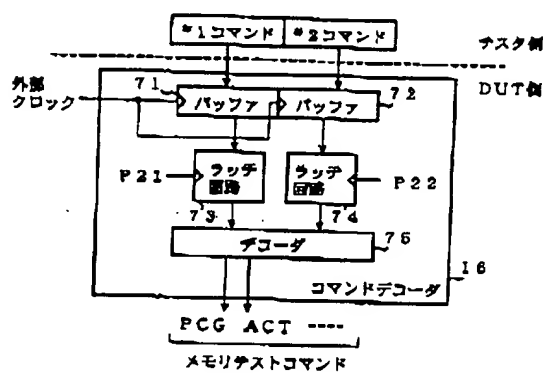 #1コマンド #2コマンド
テスタ側
DUT側
外部
クロック
71
バッファ バッファ
72
P21
ラッチ
回路
ラッチ
回路
P22
73
74
デコーダ
75
16
コマンドデコーダ
PCG ACT ----
メモリテストコマンド